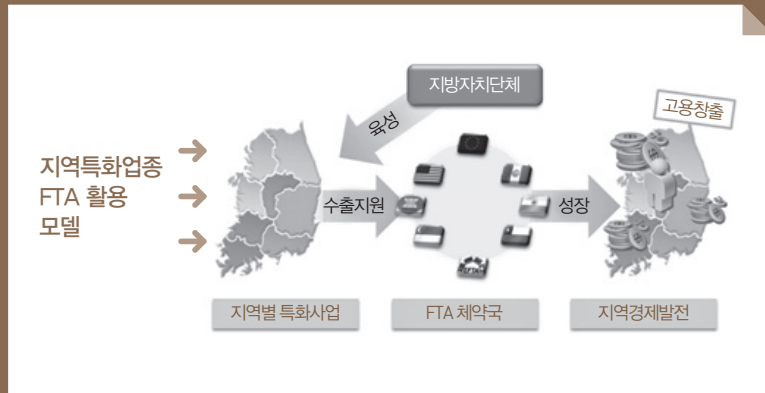 지방자치단체
고용창출
육성
지역특화업종
FTA 활용
모델
수출지원
성장
지역별 특화사업
FTA 체약국
지역경제발전